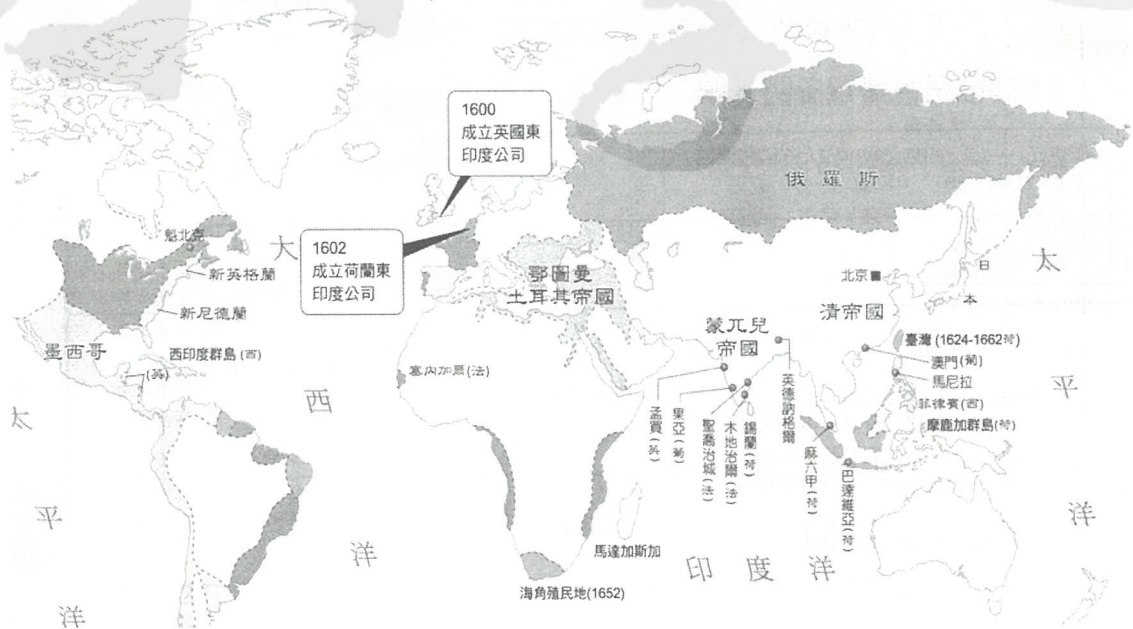 1600
成立英國東
印度公司
1602
成立荷蘭東
印度公司
俄羅斯
魁北克
新英格蘭
新尼德蘭
墨西哥
西印度群島(西)
(英)
大
西
洋
太
平
洋
鄂圖曼
土耳其帝國
塞內加爾(法)
蒙兀兒
帝國
北京
清帝國
日
本
太
平
洋
臺灣(1624-1662荷)
澳門(葡)
馬尼拉
菲律賓(西)
摩鹿加群島(荷)
孟買(英)
果亞(葡)
聖喬治城(法)
木地治爾(法)
錫蘭(荷)
英德訥格爾
麻六甲(荷)
巴達維亞(荷)
馬達加斯加
海角殖民地(1652)
印度洋